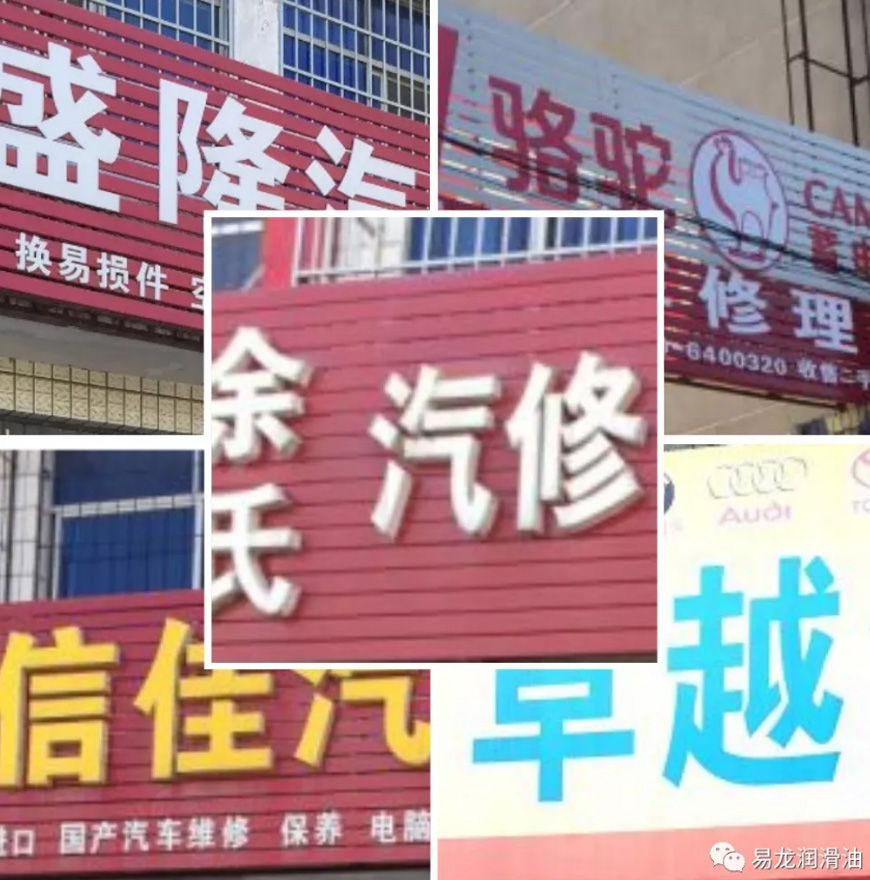 盛隆汽
换易损件
骆驼
CAM
修理
6400320 收售二手
余氏
汽修
信佳汽
进口 国产汽车维修 保养 电脑
Audi
卓越
易龙润滑油